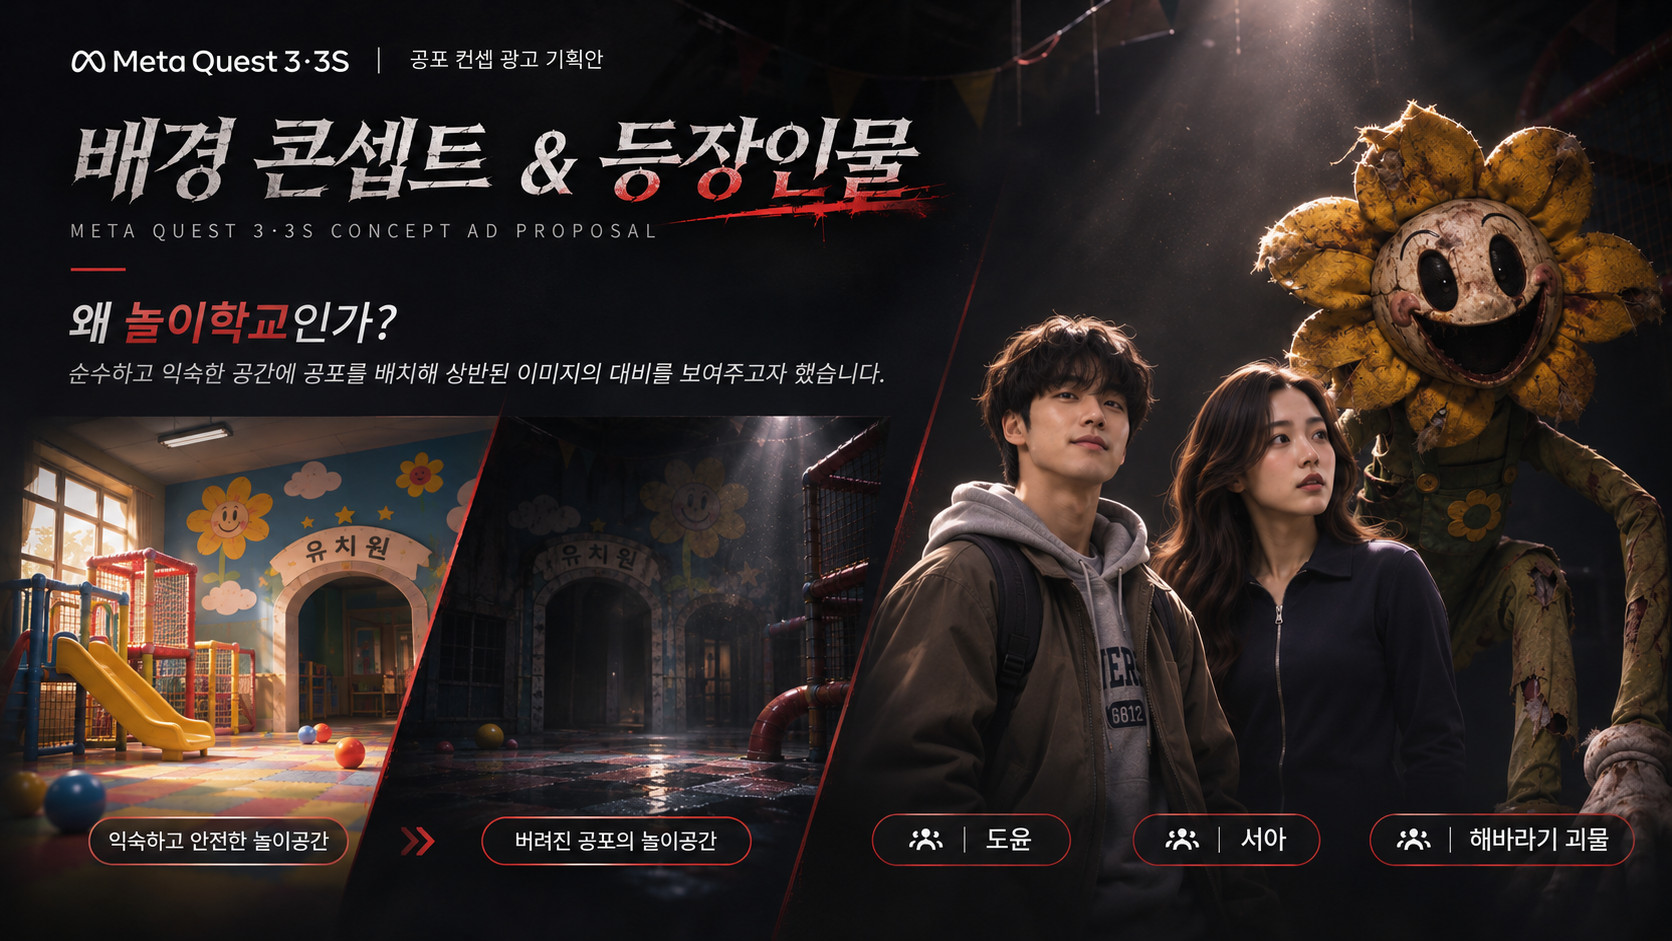 Meta Quest 3·3S | 공포 컨셉 광고 기획안
배경 콘셉트 & 등장인물
META QUEST 3·3S CONCEPT AD PROPOSAL
왜 놀이학교인가?
순수하고 익숙한 공간에 공포를 배치해 상반된 이미지의 대비를 보여주고자 했습니다.
유치원
유치원
6812
익숙하고 안전한 놀이공간
버려진 공포의 놀이공간
도윤
서아
해바라기 괴물